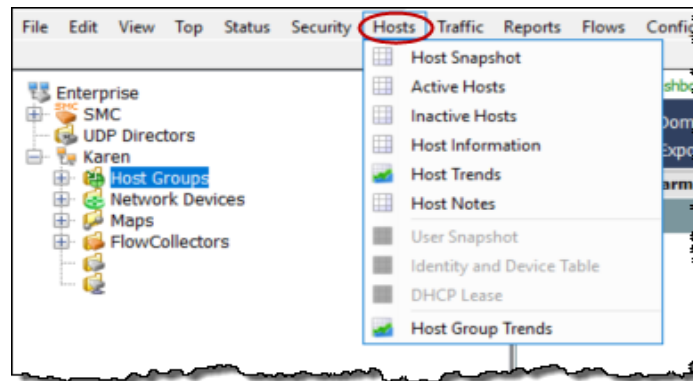 File Edit View Top Status Security Hosts Traffic Reports Flows
Host Snapshot
Active Hosts
Inactive Hosts
Host Information
Host Trends
Host Notes
User Snapshot
Identity and Device Table
DHCP Lease
Host Group Trends
Enterprise
SMC
SMC
UDP Directors
Karen
Host Groups
Network Devices
Maps
FlowCollectors